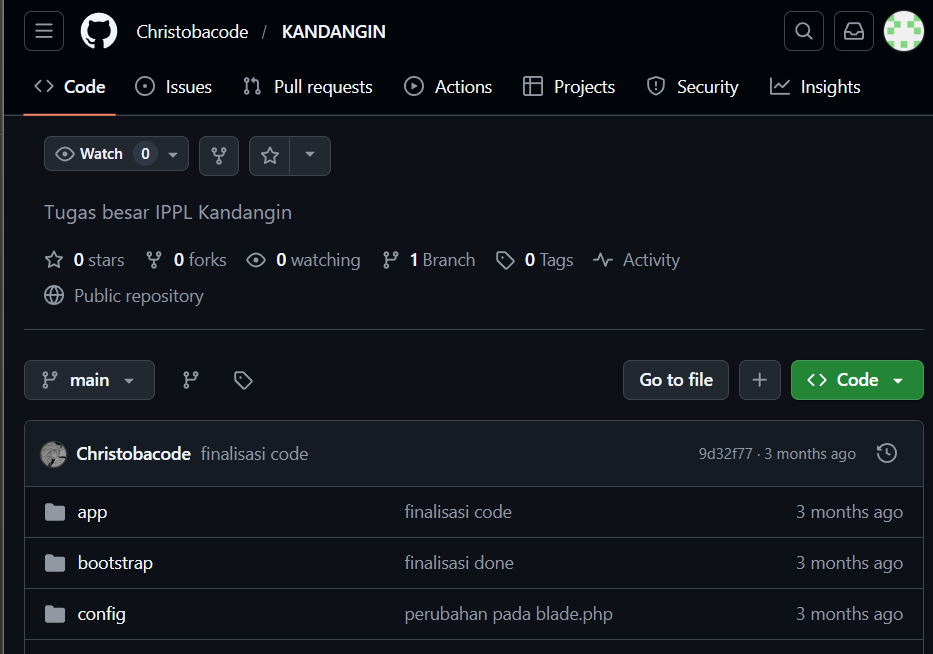 Christobacode / KANDANGIN
Code Issues Pull requests Actions Projects Security Insights
Watch 0
Tugas besar IPPL Kandangin
0 stars 0 forks 0 watching 1 Branch 0 Tags Activity
Public repository
main Go to file Code
Christobacode finalisasi code 9d32f77 · 3 months ago
app finalisasi code 3 months ago
bootstrap finalisasi done 3 months ago
config perubahan pada blade.php 3 months ago